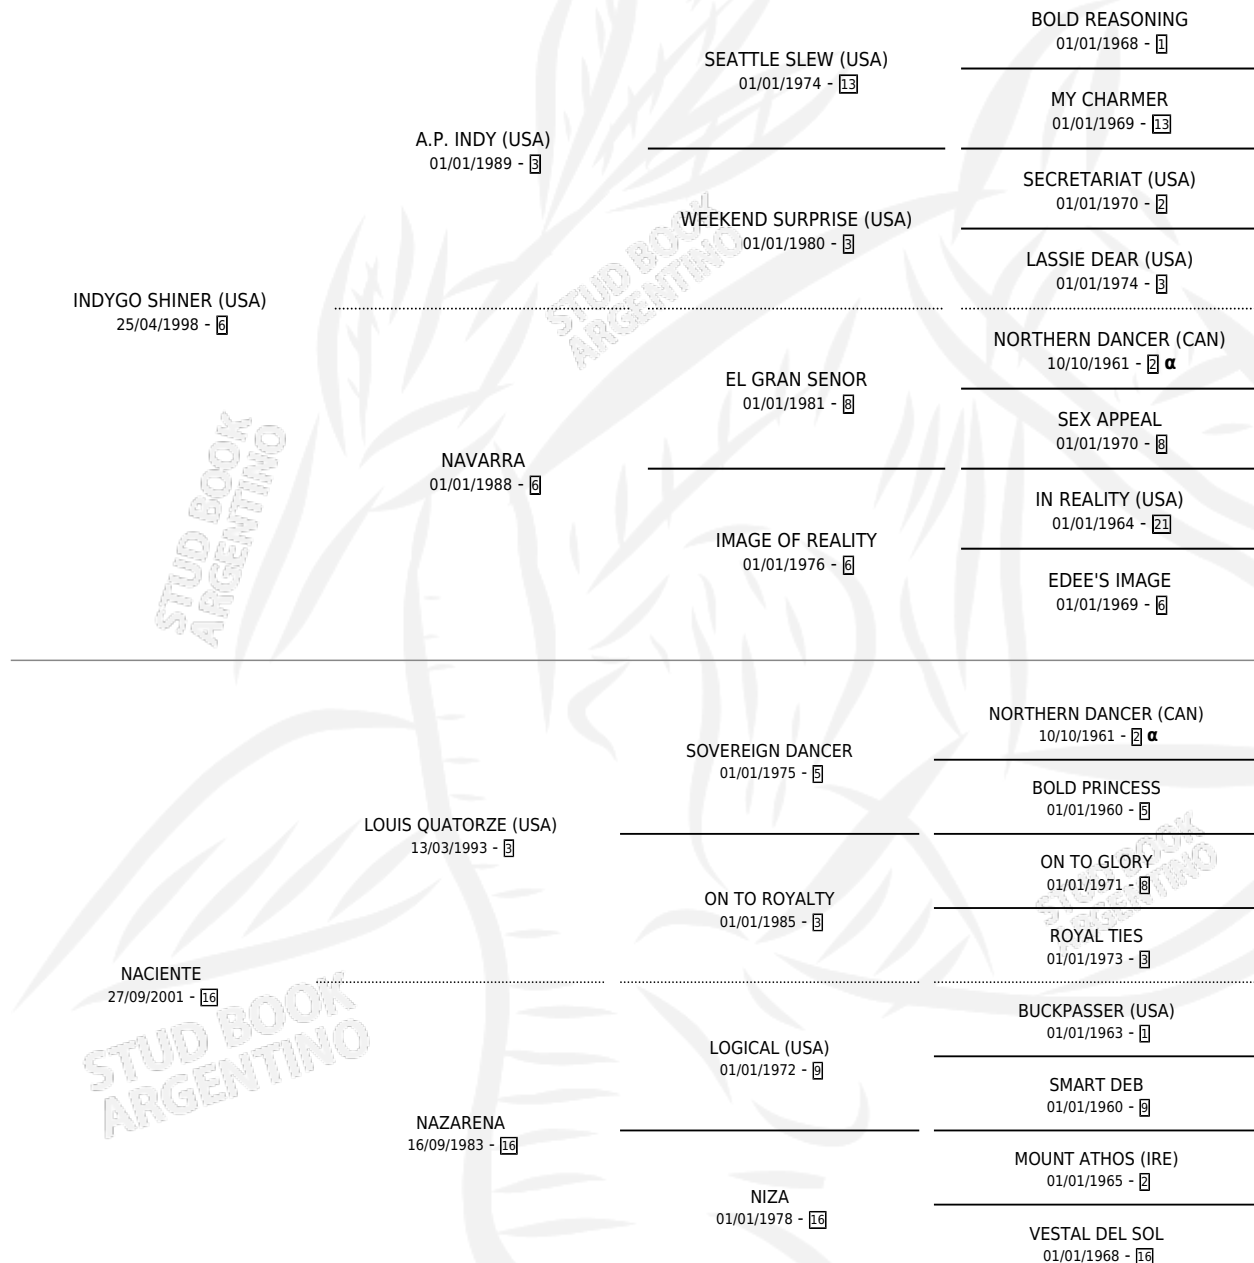 BOLD REASONING
01/01/1968 - 1
SEATTLE SLEW (USA)
01/01/1974 - 13
MY CHARMER
01/01/1969 - 13
A.P. INDY (USA)
01/01/1989 - 3
SECRETARIAT (USA)
01/01/1970 - 2
WEEKEND SURPRISE (USA)
01/01/1980 - 3
LASSIE DEAR (USA)
01/01/1974 - 3
INDYGO SHINER (USA)
25/04/1998 - 6
NORTHERN DANCER (CAN)
10/10/1961 - 2 α
EL GRAN SENOR
01/01/1981 - 8
SEX APPEAL
01/01/1970 - 8
NAVARRA
01/01/1988 - 6
IN REALITY (USA)
01/01/1964 - 21
IMAGE OF REALITY
01/01/1976 - 6
EDEE'S IMAGE
01/01/1969 - 6
NORTHERN DANCER (CAN)
10/10/1961 - 2 α
SOVEREIGN DANCER
01/01/1975 - 5
BOLD PRINCESS
01/01/1960 - 5
LOUIS QUATORZE (USA)
13/03/1993 - 3
ON TO GLORY
01/01/1971 - 8
ON TO ROYALTY
01/01/1985 - 3
ROYAL TIES
01/01/1973 - 3
NACIENTE
27/09/2001 - 16
BUCKPASSER (USA)
01/01/1963 - 1
LOGICAL (USA)
01/01/1972 - 9
SMART DEB
01/01/1960 - 9
NAZARENA
16/09/1983 - 16
MOUNT ATHOS (IRE)
01/01/1965 - 2
NIZA
01/01/1978 - 16
VESTAL DEL SOL
01/01/1968 - 16
STUD BOOK
ARGENTINO
STUD BOOK
ARGENTINO
STUD BOOK
ARGENTINO
STUD BOOK
ARGENTINO